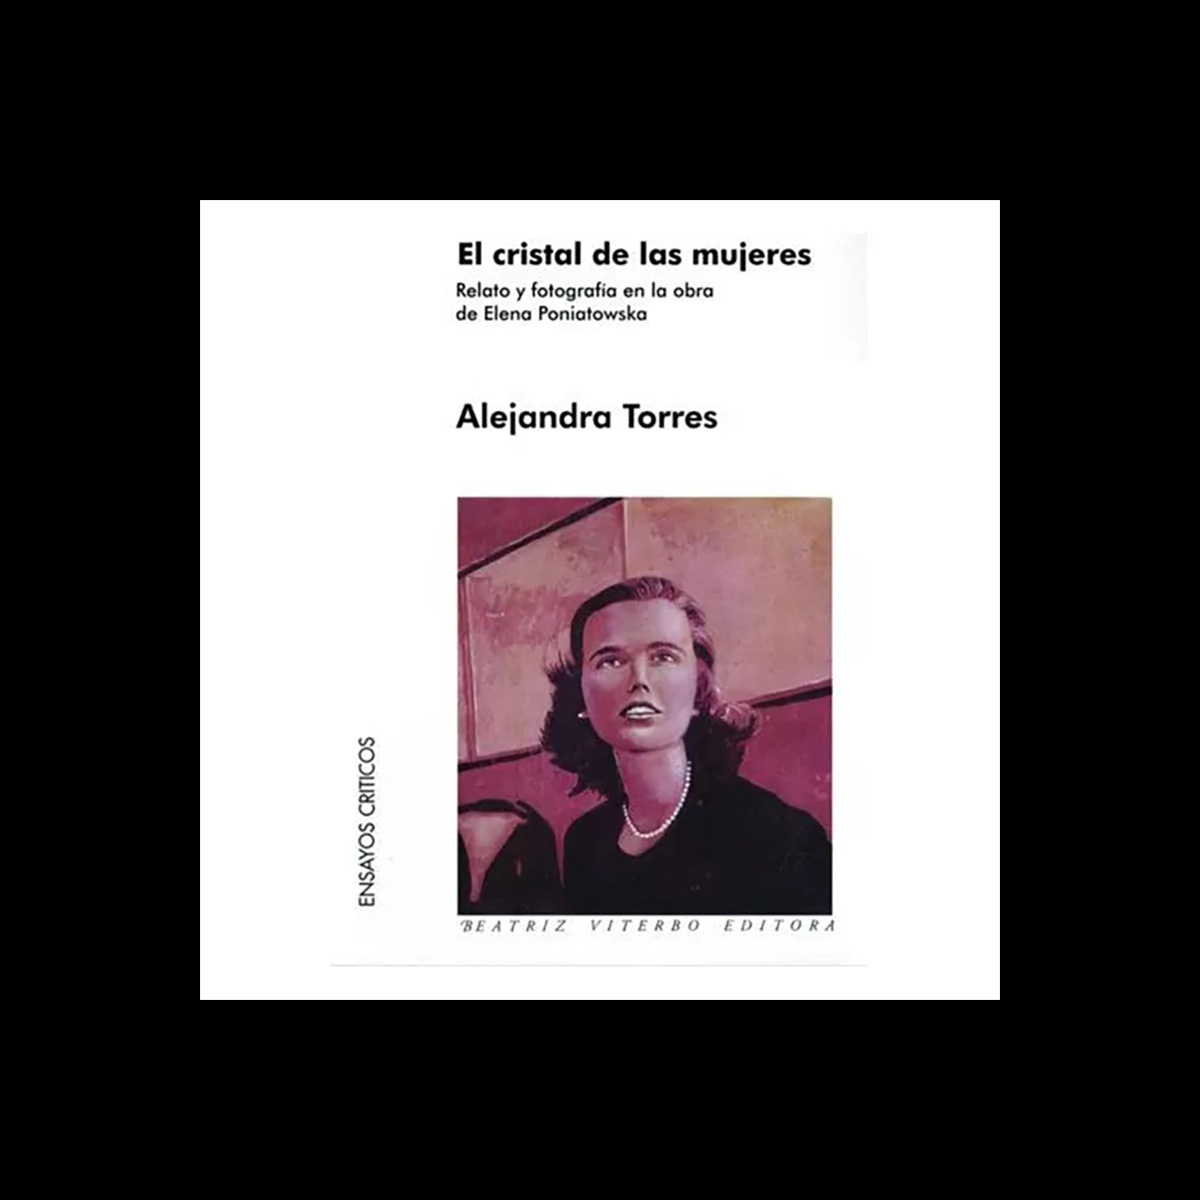 El cristal de las mujeres
Relato y fotografía en la obra
de Elena Poniatowska
Alejandra Torres
ENSAYOS CRITICOS
BEATRIZ VITERBO EDITORA